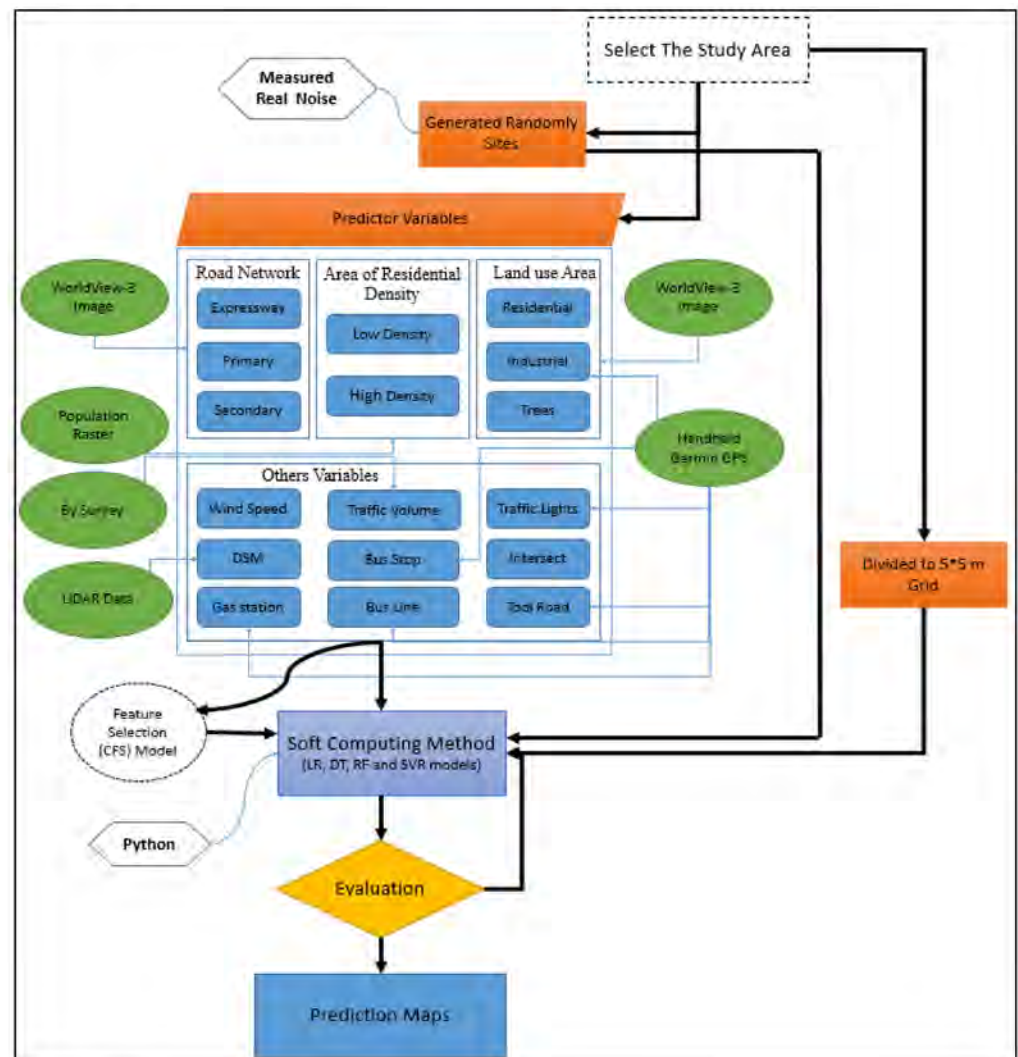 Select The Study Area
Measured
Real Noise
Generated Randomly
Sites
Predictor Variables
Road Network
Expressway
Primary
Secondary
Area of Residential
Density
Low Density
High Density
Land use Area
Residential
Industrial
Trees
WorldView-3
Image
WorldView-3
Image
Population
Raster
By Survey
LiDAR Data
Handheld
Garmin GPS
Others Variables
Wind Speed
Traffic Volume
Traffic Lights
DSM
Bus Stop
Intersect
Gas station
Bus Line
Tool Road
Divided to 5*5 m
Grid
Feature
Selection
(CFS) Model
Soft Computing Method
(LR, DT, RF and SVR models)
Python
Evaluation
Prediction Maps